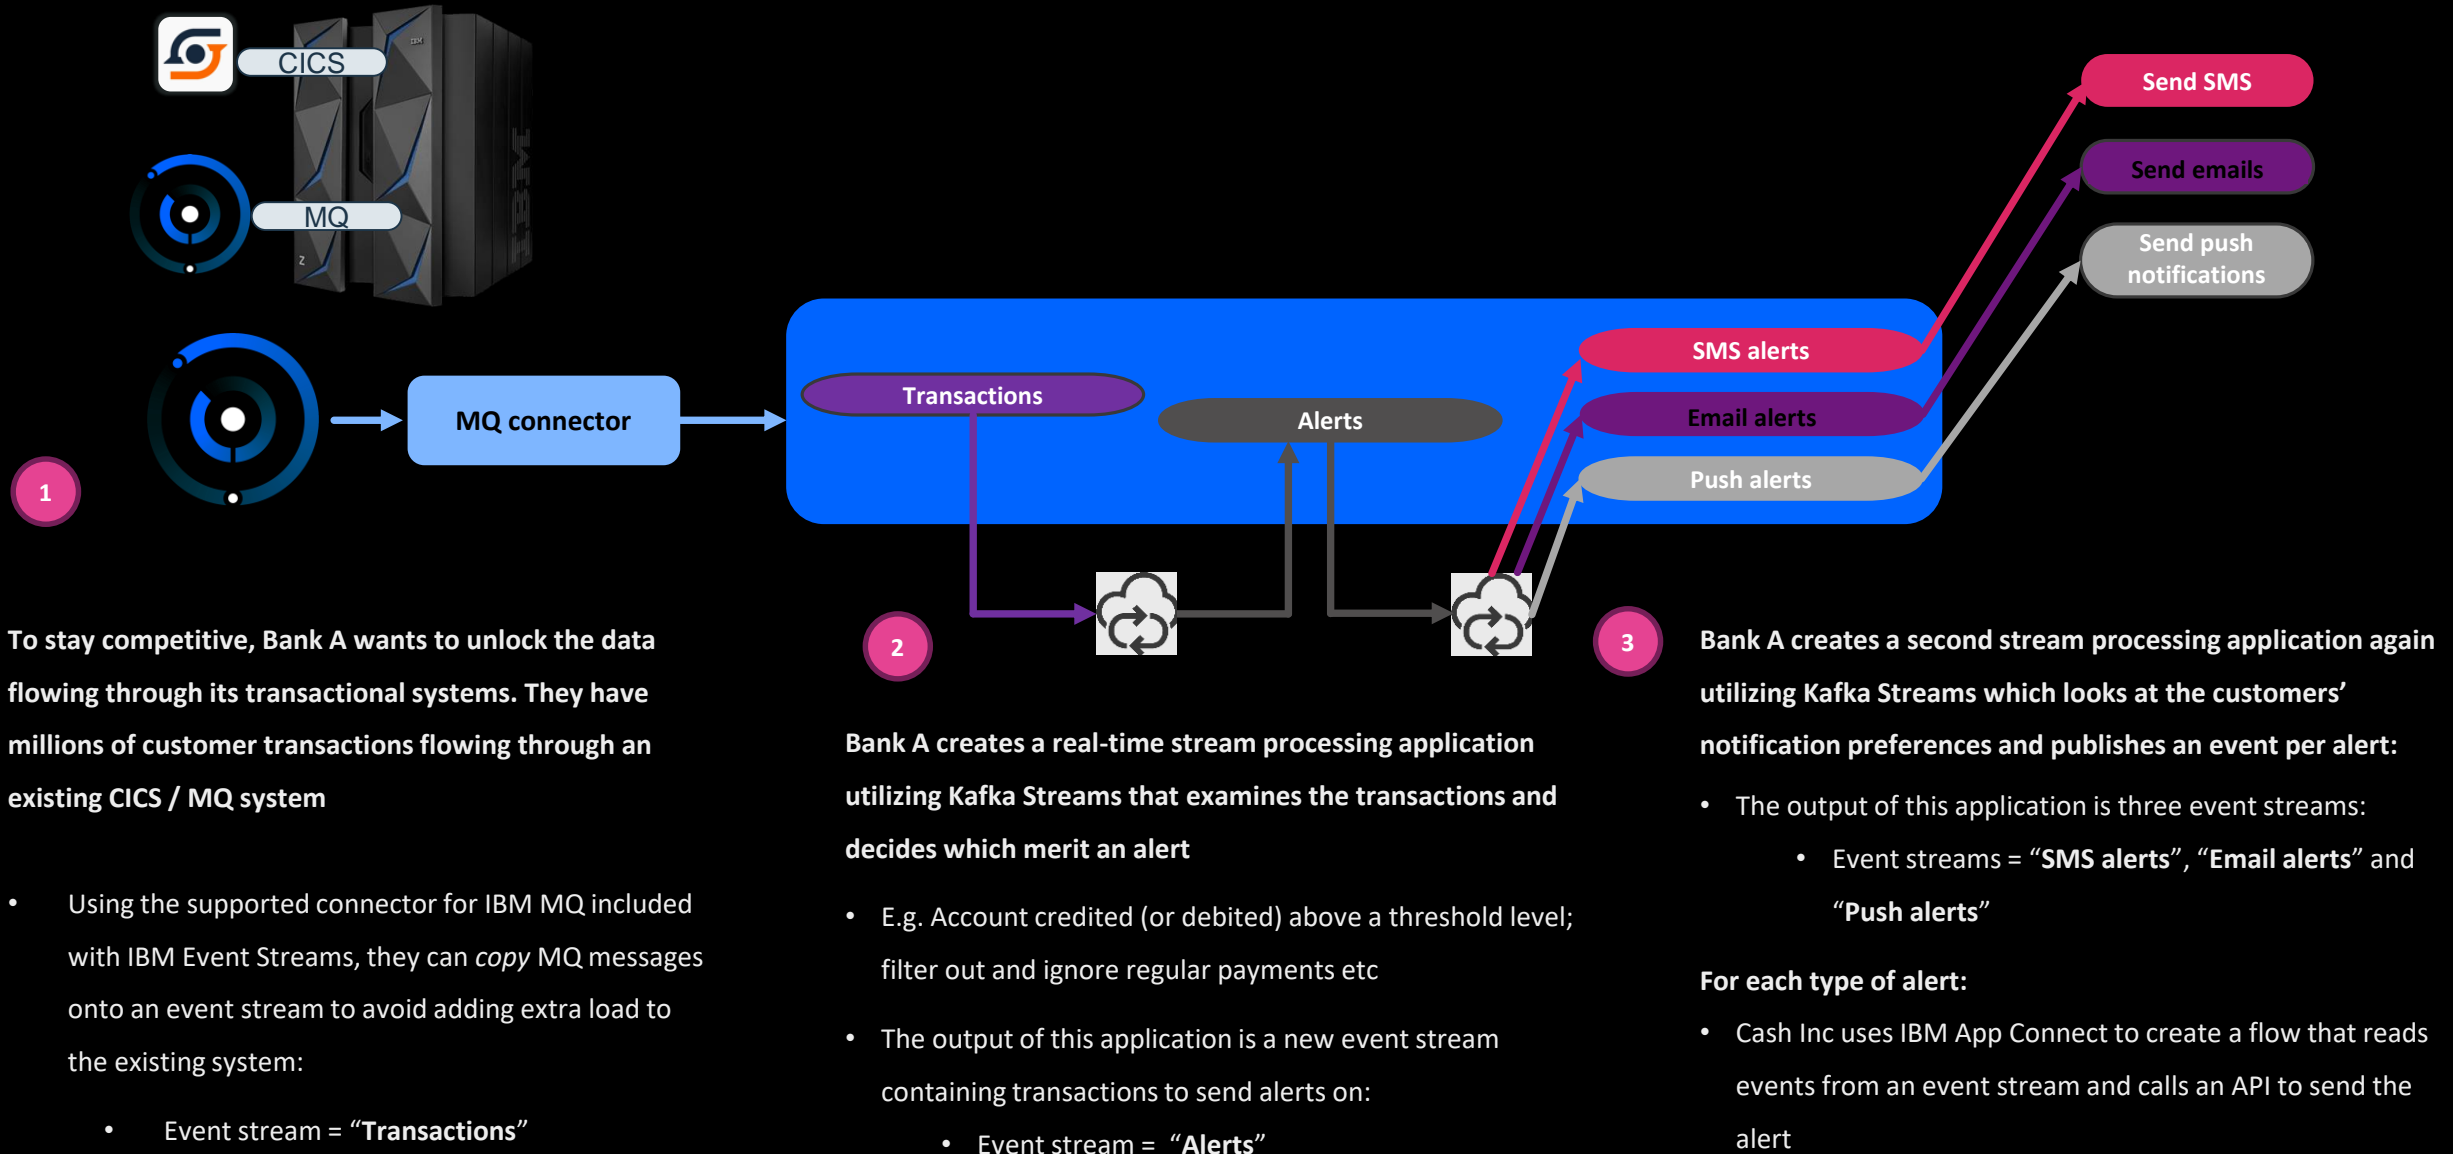 CICS
IBM
MQ
IBM
Z
Send SMS
Send emails
Send push
notifications
SMS alerts
Transactions
Email alerts
Alerts
MQ connector
Push alerts
1
To stay competitive, Bank A wants to unlock the data
flowing through its transactional systems. They have
millions of customer transactions flowing through an
existing CICS / MQ system
• Using the supported connector for IBM MQ included
with IBM Event Streams, they can copy MQ messages
onto an event stream to avoid adding extra load to
the existing system:
• Event stream = “Transactions”
2
Bank A creates a real-time stream processing application
utilizing Kafka Streams that examines the transactions and
decides which merit an alert
• E.g. Account credited (or debited) above a threshold level;
filter out and ignore regular payments etc
• The output of this application is a new event stream
containing transactions to send alerts on:
• Event stream = “Alerts”
3
Bank A creates a second stream processing application again
utilizing Kafka Streams which looks at the customers’
notification preferences and publishes an event per alert:
• The output of this application is three event streams:
• Event streams = “SMS alerts”, “Email alerts” and
“Push alerts”
For each type of alert:
• Cash Inc uses IBM App Connect to create a flow that reads
events from an event stream and calls an API to send the
alert